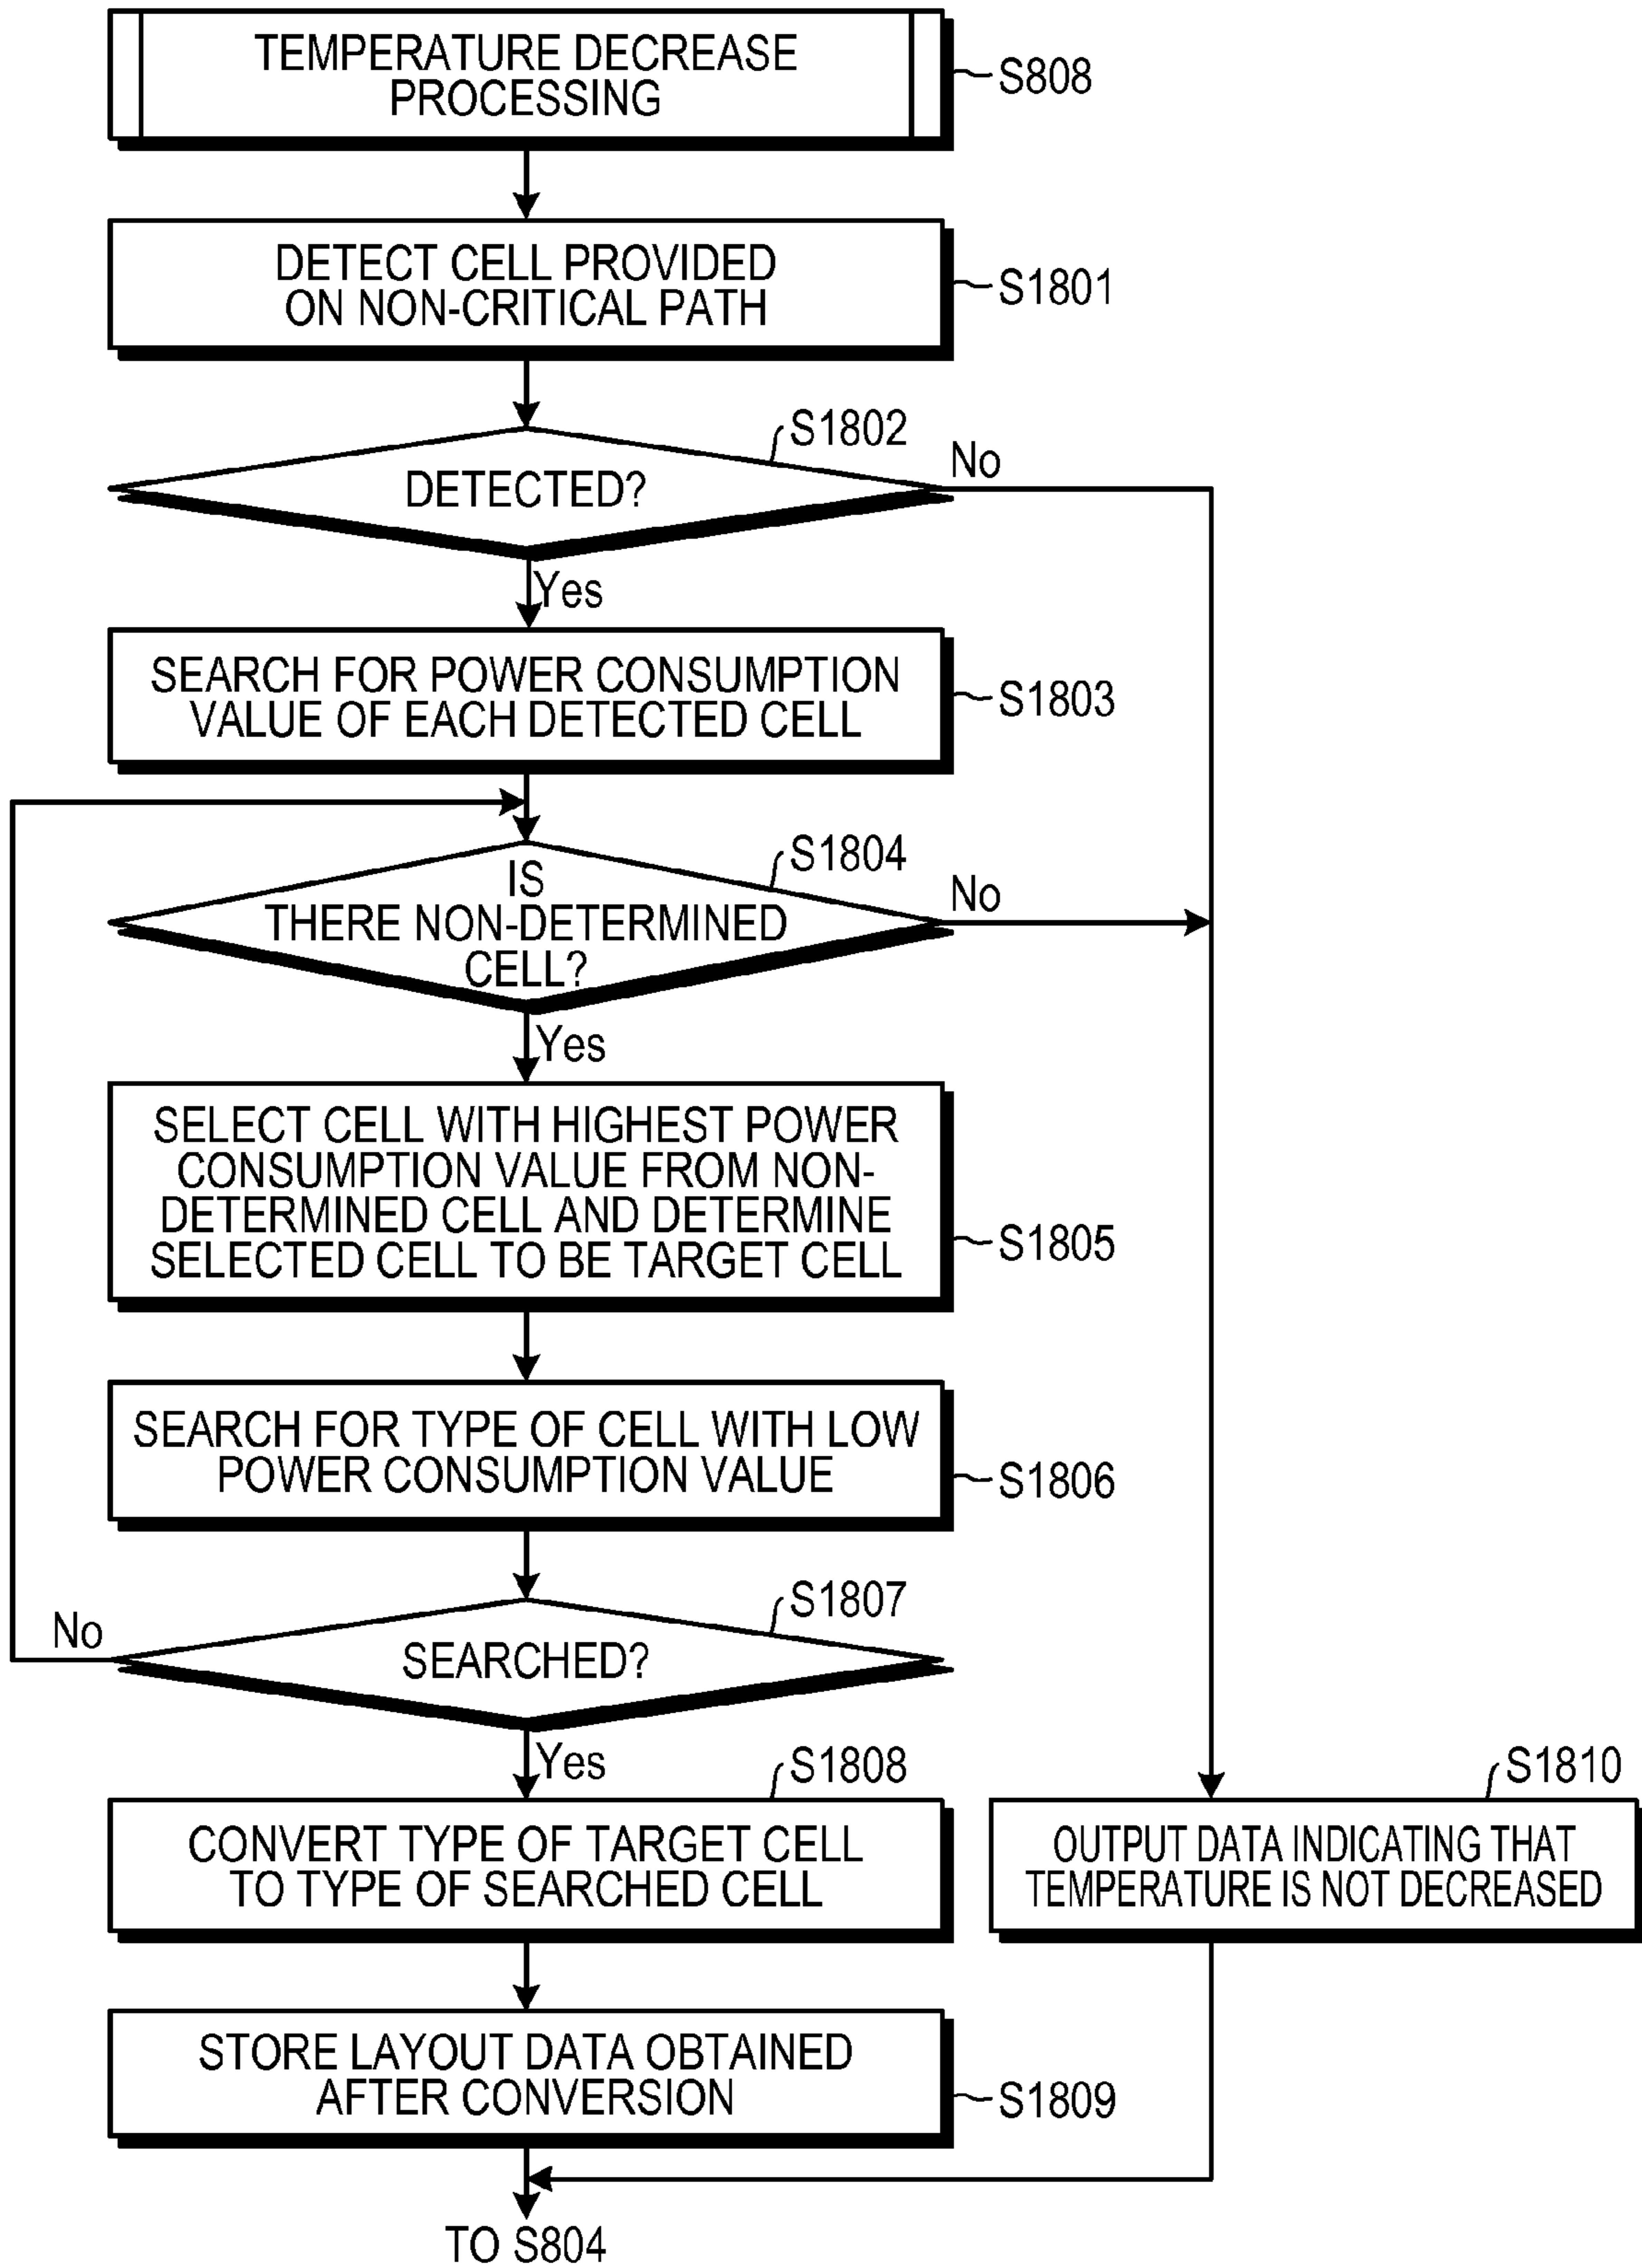 TEMPERATURE DECREASE
PROCESSING
S808
DETECT CELL PROVIDED
ON NON-CRITICAL PATH
S1801
S1802
DETECTED?
No
Yes
SEARCH FOR POWER CONSUMPTION
VALUE OF EACH DETECTED CELL
S1803
S1804
IS
THERE NON-DETERMINED
CELL?
No
Yes
SELECT CELL WITH HIGHEST POWER
CONSUMPTION VALUE FROM NON-
DETERMINED CELL AND DETERMINE
SELECTED CELL TO BE TARGET CELL
S1805
SEARCH FOR TYPE OF CELL WITH LOW
POWER CONSUMPTION VALUE
S1806
S1807
No
SEARCHED?
Yes
S1808
CONVERT TYPE OF TARGET CELL
TO TYPE OF SEARCHED CELL
S1810
OUTPUT DATA INDICATING THAT
TEMPERATURE IS NOT DECREASED
STORE LAYOUT DATA OBTAINED
AFTER CONVERSION
S1809
TO S804